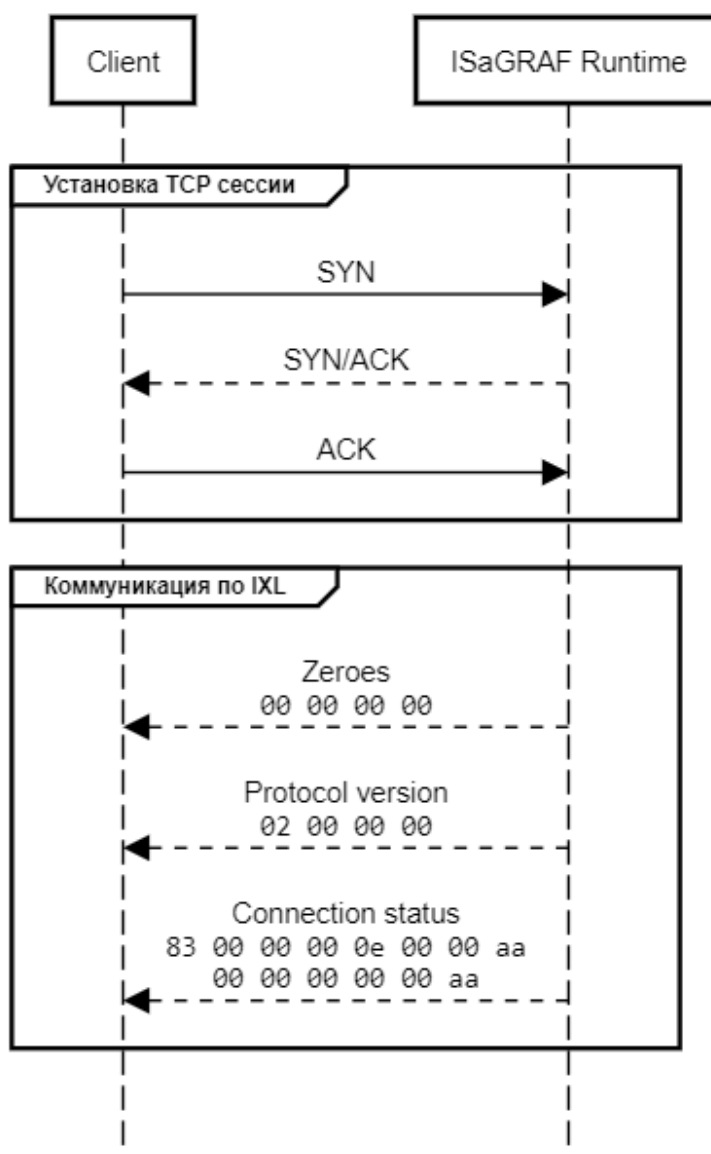 Client
ISaGRAF Runtime
Установка TCP сессии
SYN
SYN/ACK
ACK
Коммуникация по IXL
Zeroes
00 00 00 00
Protocol version
02 00 00 00
Connection status
83 00 00 00 0e 00 00 aa
00 00 00 00 00 aa